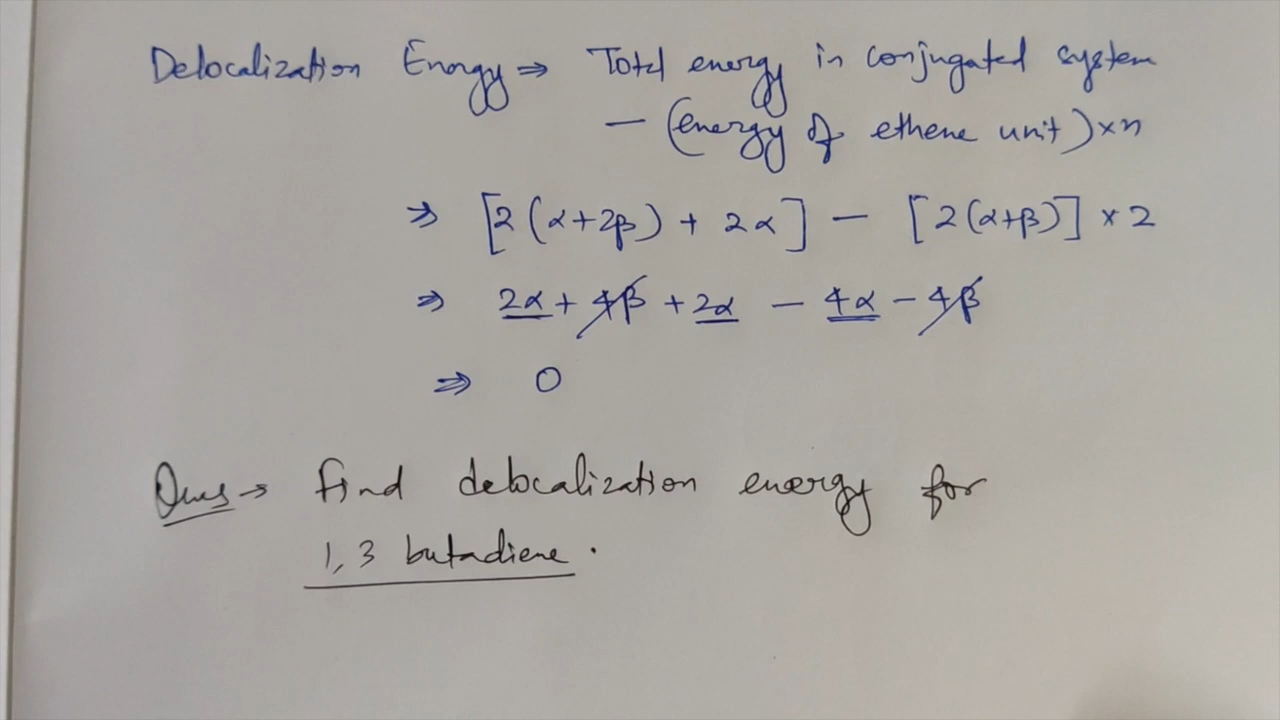 Delocalization Energy ⇒ Total energy in conjugated system
- (energy of ethene unit) × n
⇒ [2(α+2β) + 2α] - [2(α+β)] × 2
⇒ 2α + 4β + 2α - 4α - 4β
⇒ 0
Ques → find delocalization energy for
1,3 butadiene.